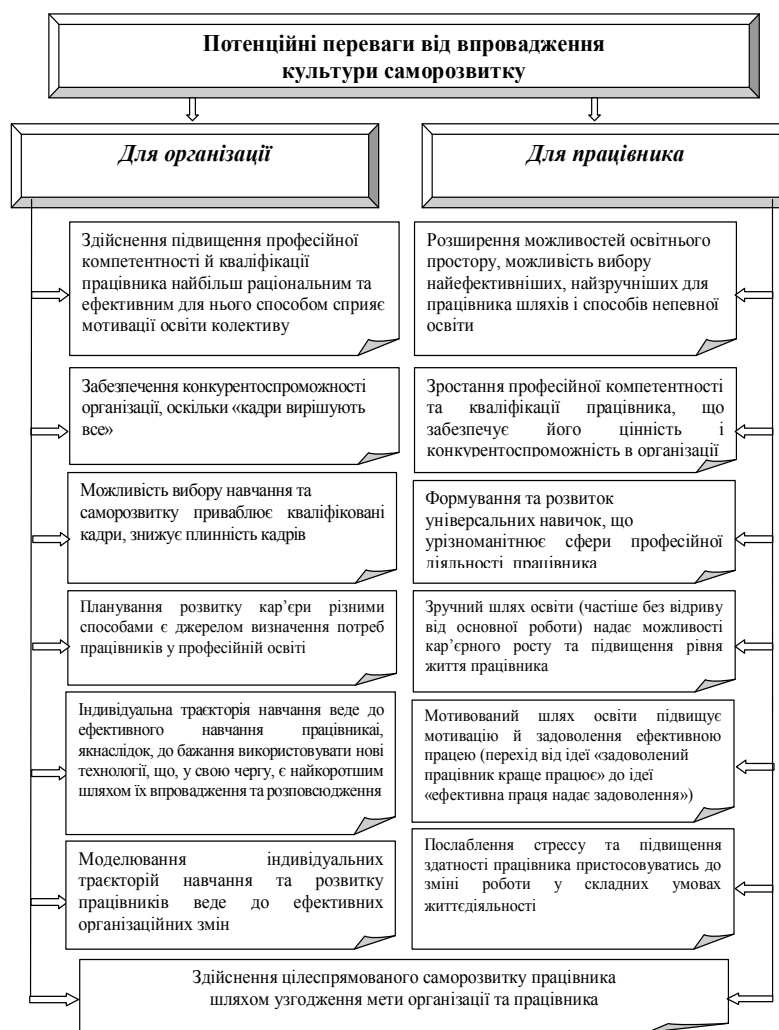 Потенційні переваги від впровадження
культури саморозвитку
Для організації
Для працівника
Здійснення підвищення професійної
компетентності й кваліфікації
працівника найбільш раціональним та
ефективним для нього способом сприяє
мотивації освіти колективу
Розширення можливостей освітнього
простору, можливість вибору
найефективніших, найзручніших для
працівника шляхів і способів непевної
освіти
Забезпечення конкурентоспроможності
організації, оскільки «кадри вирішують
все»
Зростання професійної компетентності
та кваліфікації працівника, що
забезпечує його цінність і
конкурентоспроможність в організації
Можливість вибору навчання та
саморозвитку приваблює кваліфіковані
кадри, знижує плинність кадрів
Формування та розвиток
універсальних навичок, що
урізноманітнює сфери професійної
діяльності працівника
Планування розвитку кар’єри різними
способами є джерелом визначення потреб
працівників у професійній освіті
Зручний шлях освіти (частіше без відриву
від основної роботи) надає можливості
кар’єрного росту та підвищення рівня
життя працівника
Індивідуальна траєкторія навчання веде до
ефективного навчання працівникаі,
якнаслідок, до бажання використовувати нові
технології, що, у свою чергу, є найкоротшим
шляхом їх впровадження та розповсюдження
Мотивований шлях освіти підвищує
мотивацію й задоволення ефективною
працею (перехід від ідеї «задоволений
працівник краще працює» до ідеї
«ефективна праця надає задоволення»)
Моделювання індивідуальних
траєкторій навчання та розвитку
працівників веде до ефективних
організаційних змін
Послаблення стрессу та підвищення
здатності працівника пристосовуватись до
зміні роботи у складних умовах
життєдіяльності
Здійснення цілеспрямованого саморозвитку працівника
шляхом узгодження мети організації та працівника